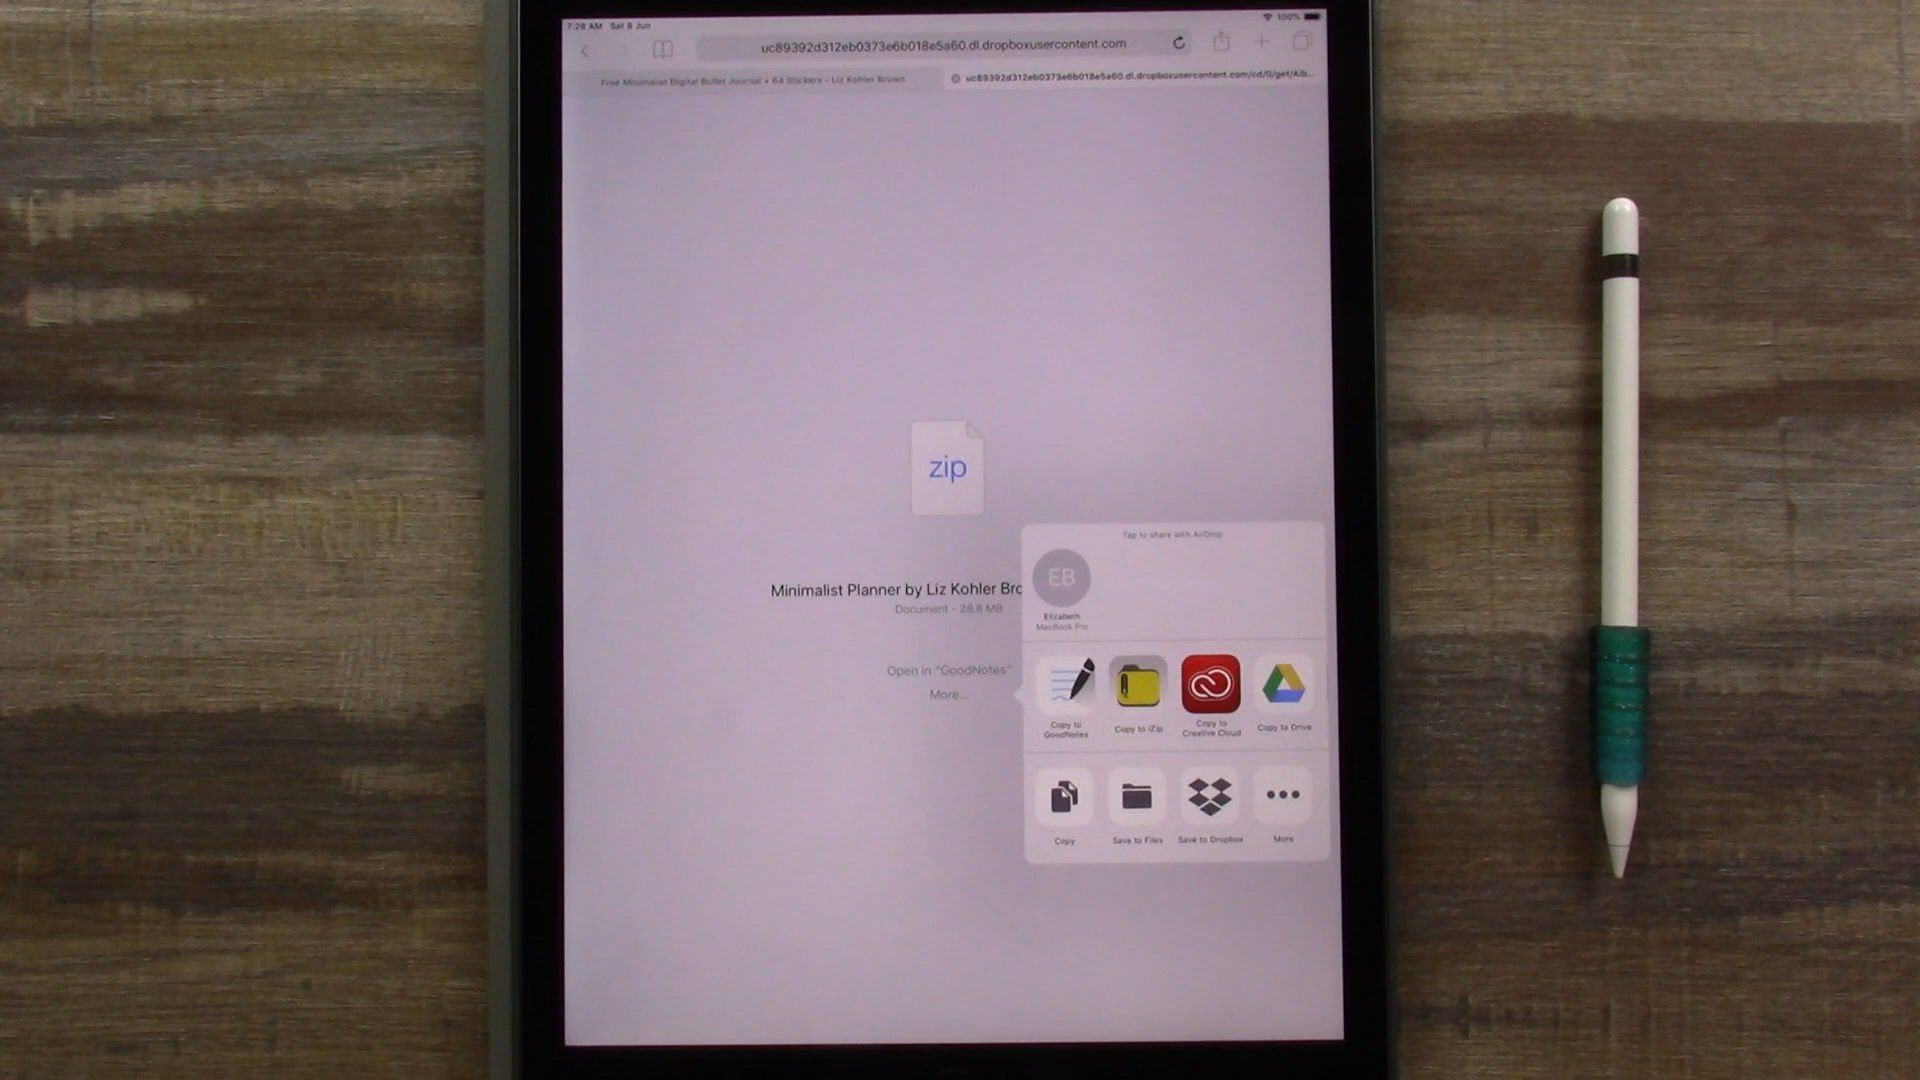 7:28 AM Sat 8 Jun
100%
uc89392d312eb0373e6b018e5a60.dl.dropboxusercontent.com
Free Minimalist Digital Bullet Journal + 64 Stickers - Liz Kohler Brown
uc89392d312eb0373e6b018e5a60.dl.dropboxusercontent.com/cd/0/get/Alb...
zip
Minimalist Planner by Liz Kohler Bro
Document - 28.8 MB
Open in "GoodNotes"
More...
Tap to share with AirDrop
EB
Elizabeth
MacBook Pro
Copy to GoodNotes
Copy to iZip
Copy to Creative Cloud
Copy to Drive
Copy
Save to Files
Save to Dropbox
More